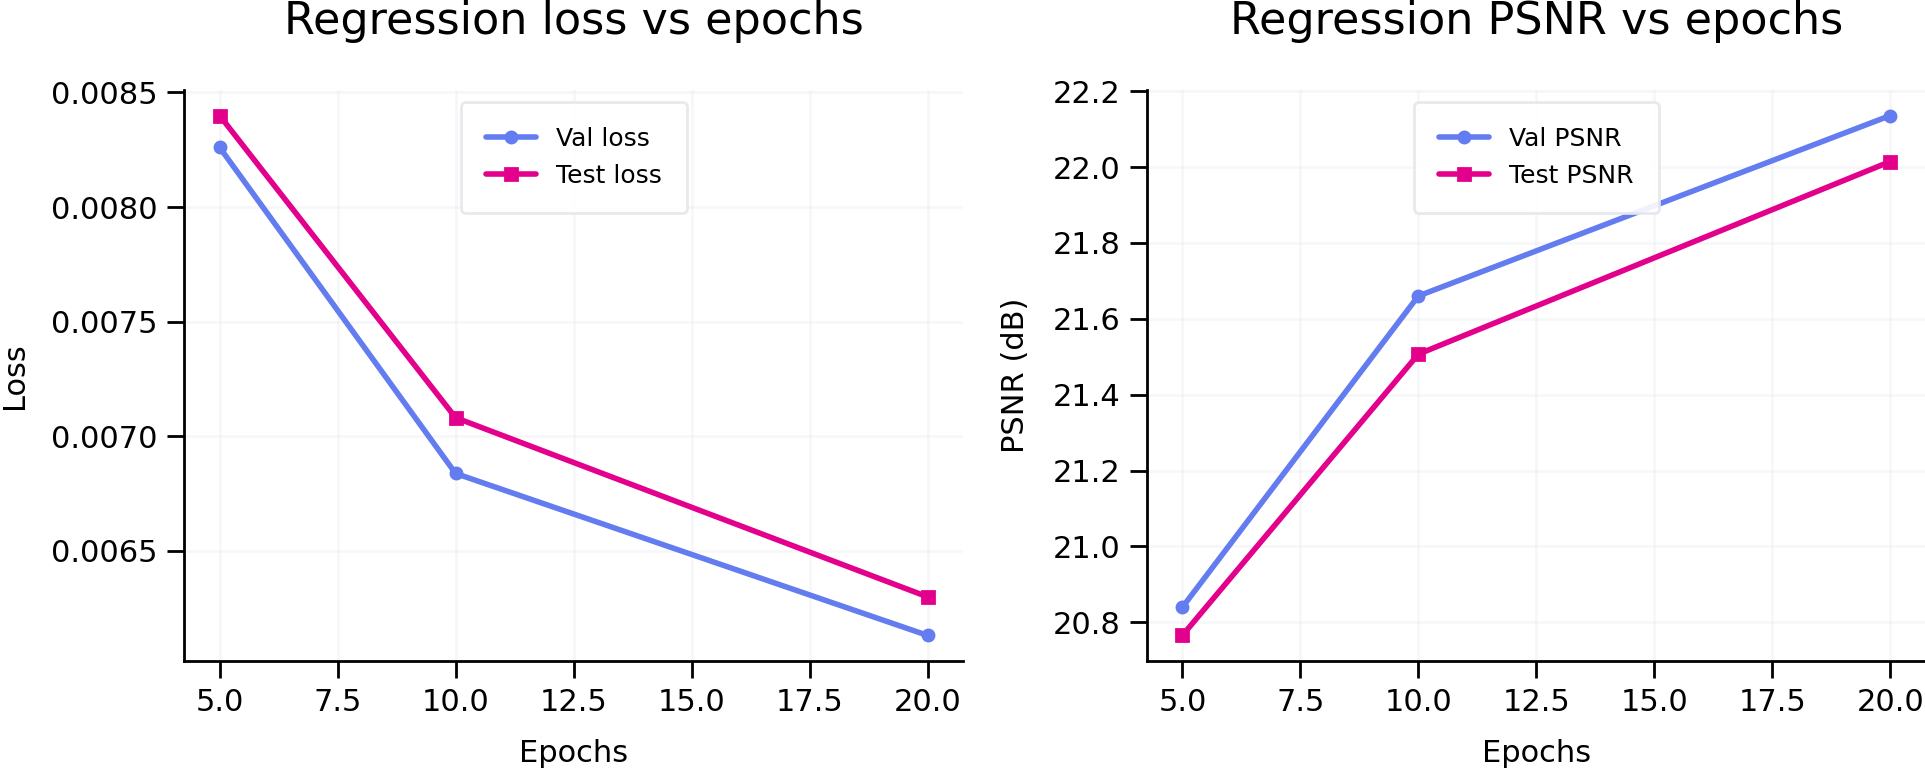 Regression loss vs epochs
0.0085
0.0080
0.0075
0.0070
0.0065
Loss
Val loss
Test loss
5.0 7.5 10.0 12.5 15.0 17.5 20.0
Epochs
Regression PSNR vs epochs
22.2
22.0
21.8
21.6
21.4
21.2
21.0
20.8
PSNR (dB)
Val PSNR
Test PSNR
5.0 7.5 10.0 12.5 15.0 17.5 20.0
Epochs